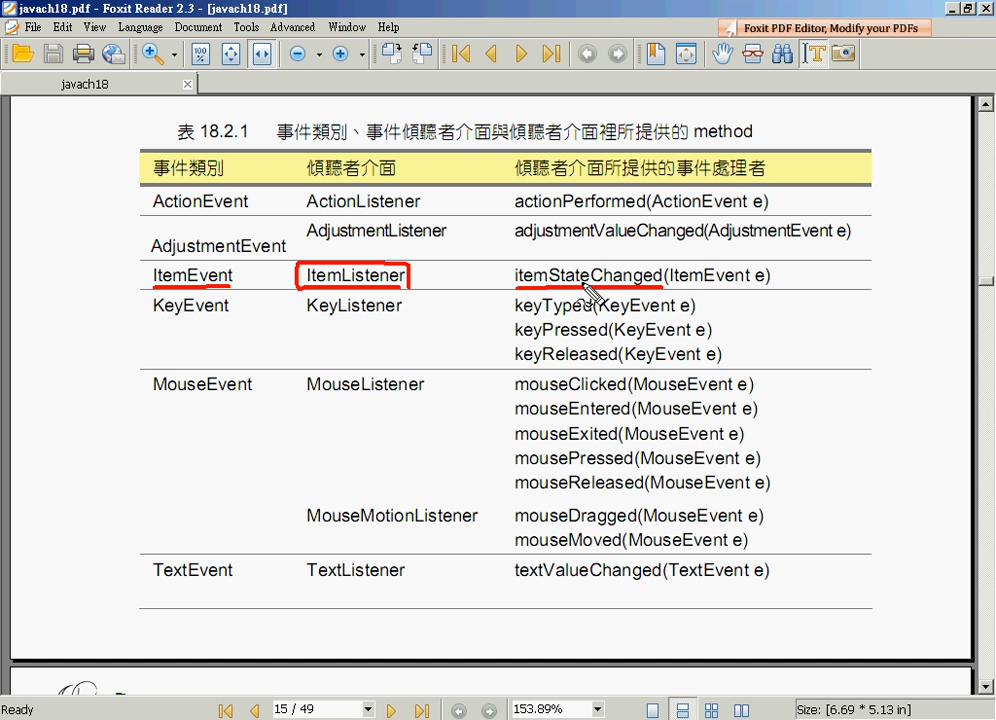 javach18.pdf - Foxit Reader 2.3 - [javach18.pdf]
File Edit View Language Document Tools Advanced Window Help
Foxit PDF Editor, Modify your PDFs
javach18
表 18.2.1 事件類別、事件傾聽者介面與傾聽者介面裡所提供的 method
事件類別 傾聽者介面 傾聽者介面所提供的事件處理者
ActionEvent ActionListener actionPerformed(ActionEvent e)
AdjustmentEvent AdjustmentListener adjustmentValueChanged(AdjustmentEvent e)
ItemEvent ItemListener itemStateChanged(ItemEvent e)
KeyEvent KeyListener keyTyped(KeyEvent e)
keyPressed(KeyEvent e)
keyReleased(KeyEvent e)
MouseEvent MouseListener mouseClicked(MouseEvent e)
mouseEntered(MouseEvent e)
mouseExited(MouseEvent e)
mousePressed(MouseEvent e)
mouseReleased(MouseEvent e)
MouseMotionListener mouseDragged(MouseEvent e)
mouseMoved(MouseEvent e)
TextEvent TextListener textValueChanged(TextEvent e)
Ready 15 / 49 153.89% Size: [6.69 * 5.13 in]